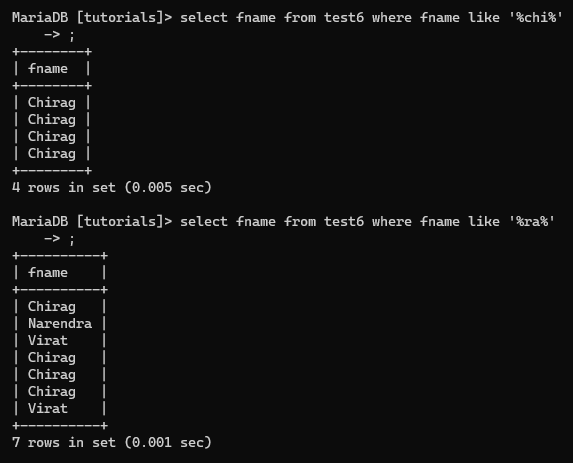 MariaDB [tutorials]> select fname from test6 where fname like '%chi%'
    -> ;
+--------+
| fname  |
+--------+
| Chirag |
| Chirag |
| Chirag |
| Chirag |
+--------+
4 rows in set (0.005 sec)

MariaDB [tutorials]> select fname from test6 where fname like '%ra%'
    -> ;
+----------+
| fname    |
+----------+
| Chirag   |
| Narendra |
| Virat    |
| Chirag   |
| Chirag   |
| Chirag   |
| Virat    |
+----------+
7 rows in set (0.001 sec)